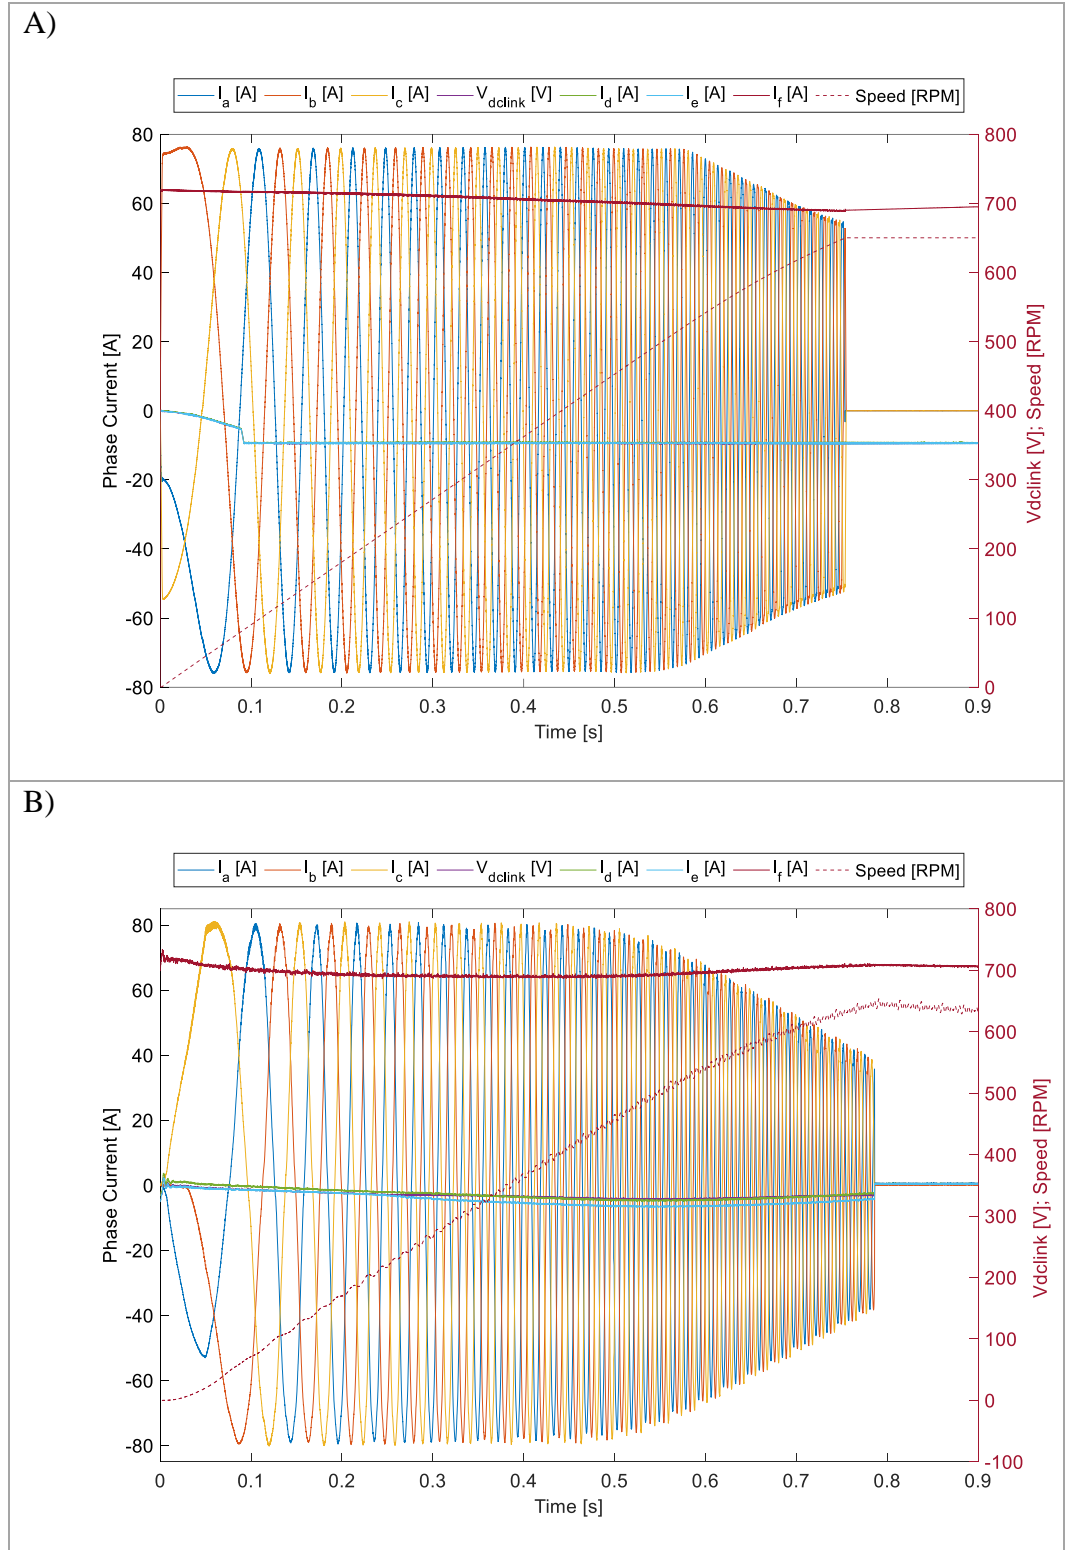 A)
I_a [A] I_b [A] I_c [A] V_dclink [V] I_d [A] I_e [A] I_f [A] Speed [RPM]
80 800
60 700
600
40 500
20 400
0 300
-20 200
-40 100
-60 0
-80
Phase Current [A]
Vdclink [V]; Speed [RPM]
0 0.1 0.2 0.3 0.4 0.5 0.6 0.7 0.8 0.9
Time [s]
B)
I_a [A] I_b [A] I_c [A] V_dclink [V] I_d [A] I_e [A] I_f [A] Speed [RPM]
80 800
60 700
40 600
20 500
0 400
-20 300
-40 200
-60 100
-80 0
-100
Phase Current [A]
Vdclink [V]; Speed [RPM]
0 0.1 0.2 0.3 0.4 0.5 0.6 0.7 0.8 0.9
Time [s]